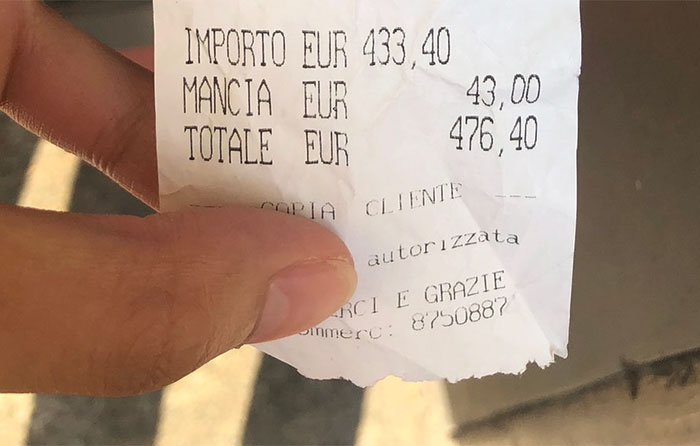 IMPORTO EUR 433,40
MANCIA EUR 43,00
TOTALE EUR 476,40
--- COPIA CLIENTE ---
autorizzata
E GRAZIE
8750887